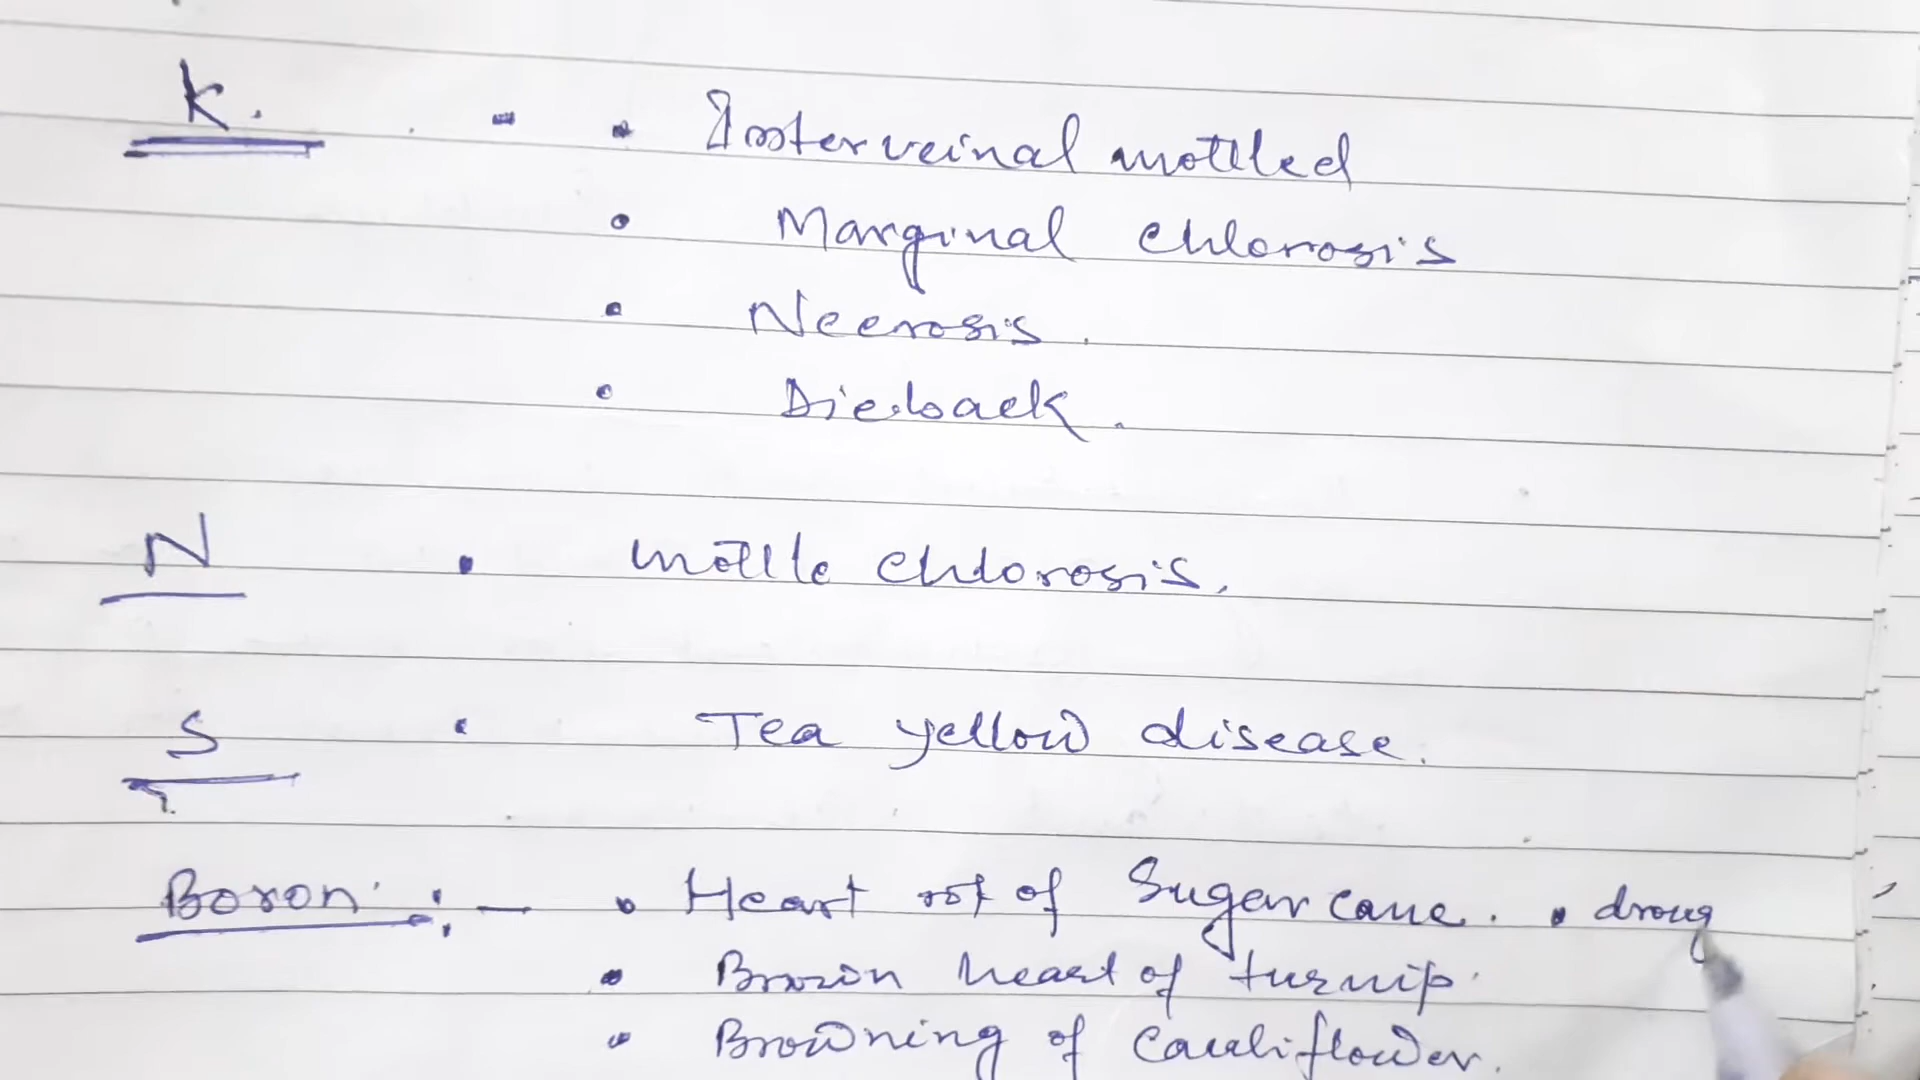 K. - • Interveinal mottled
• Marginal chlorosis
• Necrosis.
• Dieback.
N • Mottle chlorosis.
S • Tea yellow disease.
Boron :- • Heart rot of Sugarcane. • droug
• Brown heart of turnip.
• Browning of Cauliflower.